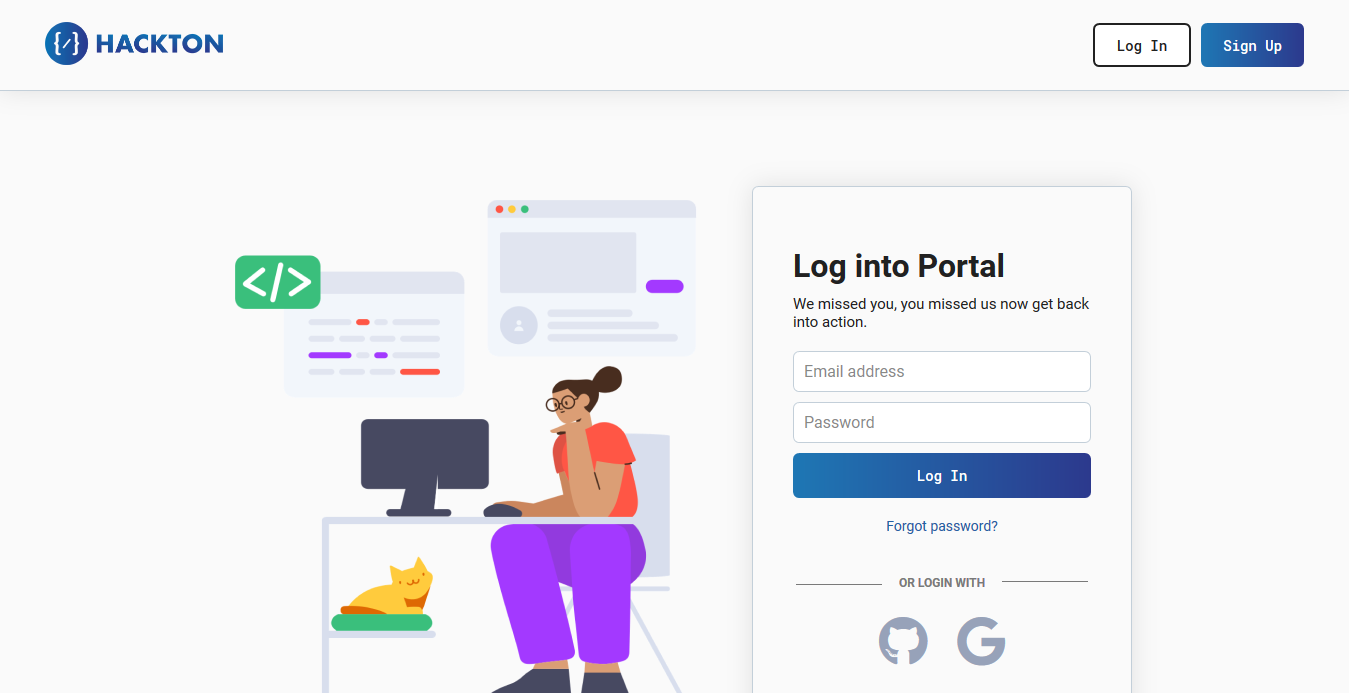 {/} HACKTON
Log In
Sign Up
</>
Log into Portal
We missed you, you missed us now get back
into action.
Email address
Password
Log In
Forgot password?
OR LOGIN WITH